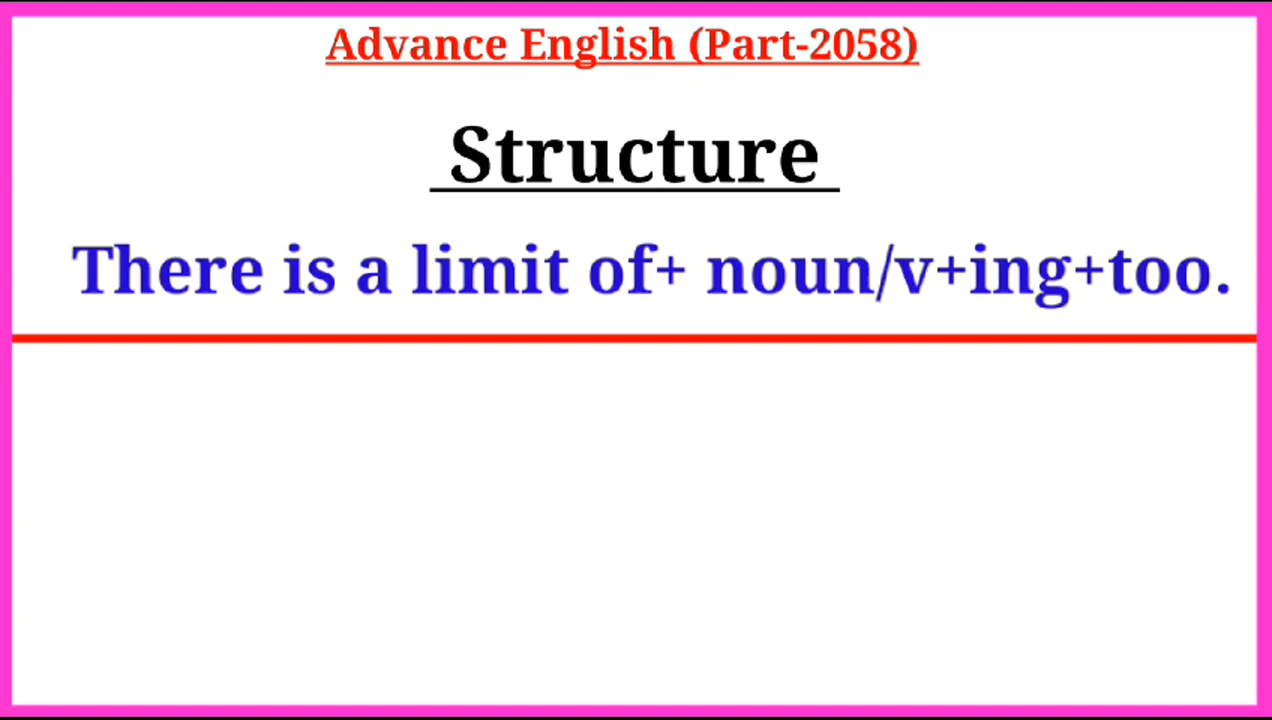 Advance English (Part-2058)
Structure
There is a limit of+ noun/v+ing+too.